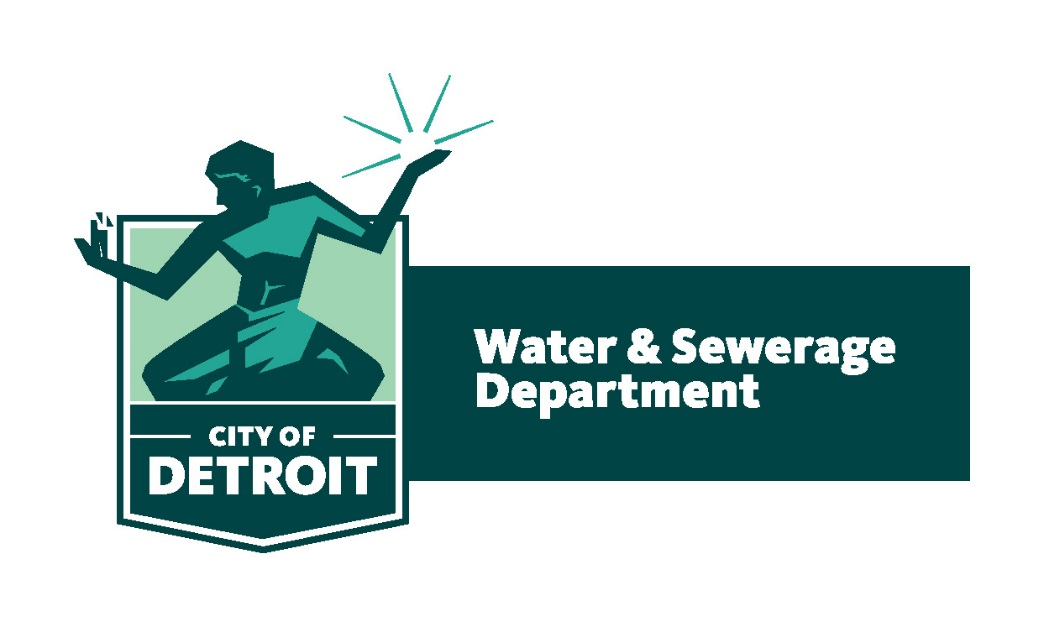 CITY OF
DETROIT
Water & Sewerage
Department